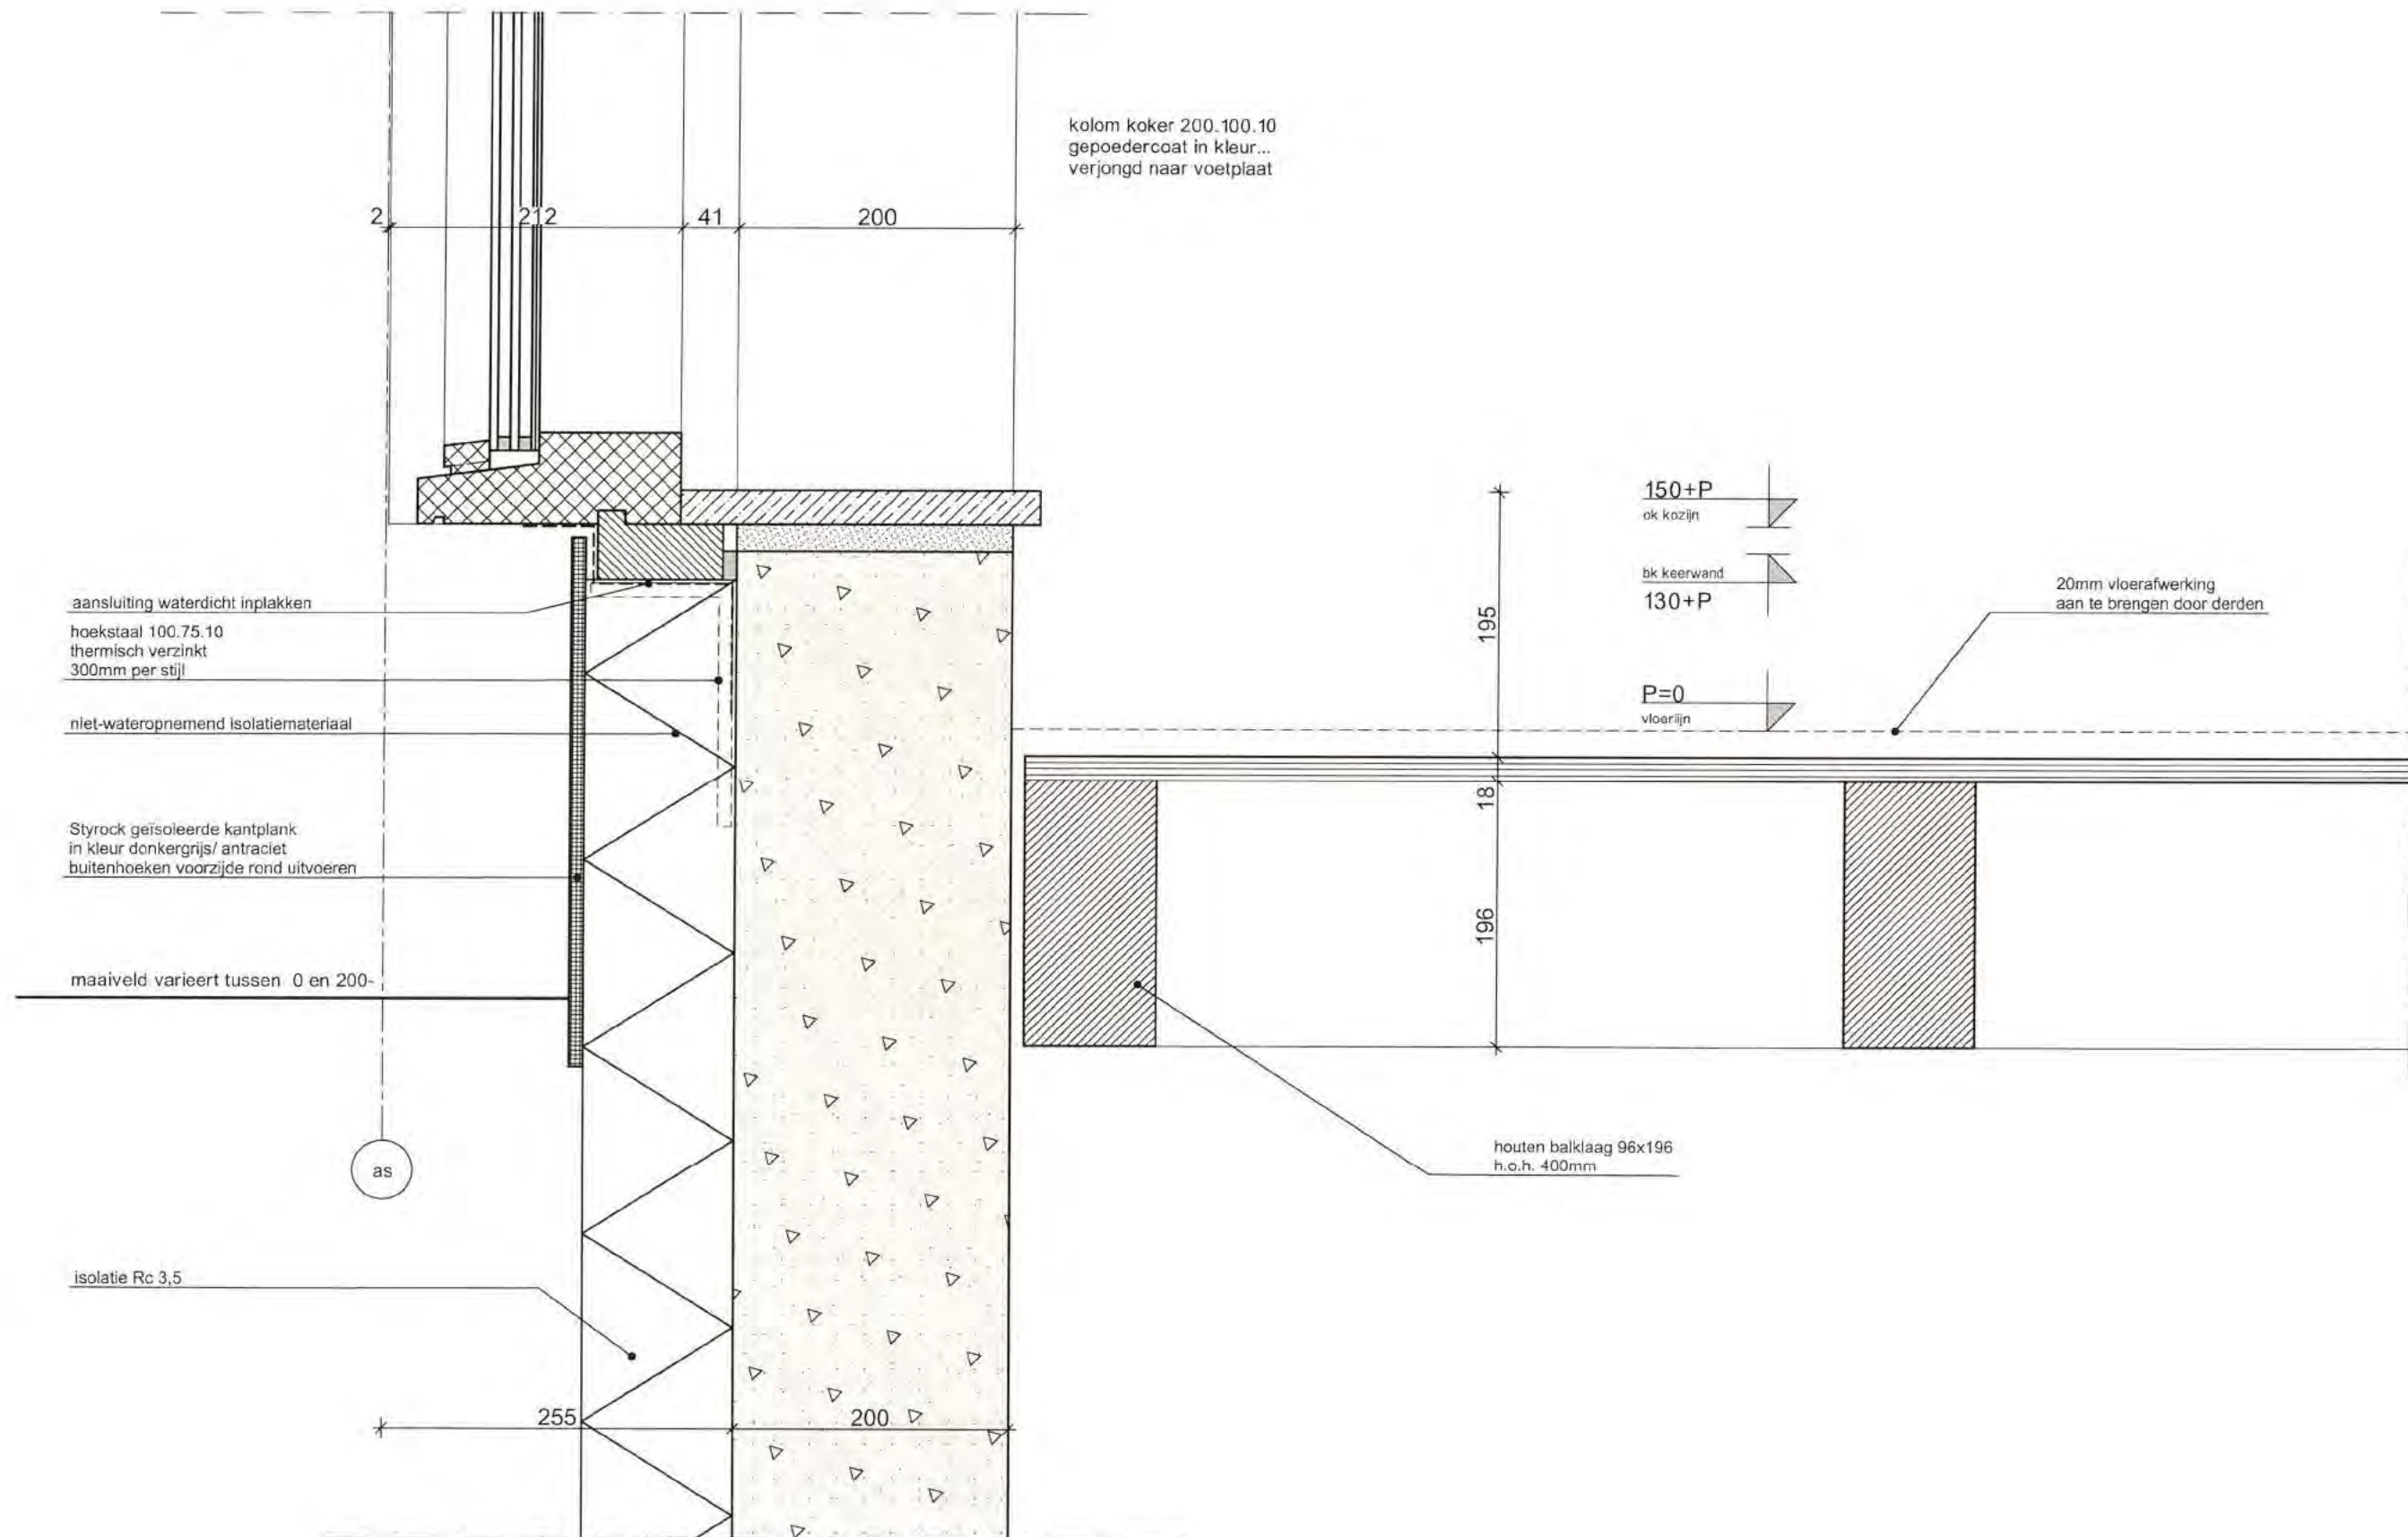 kolom koker 200.100.10
gepoedercoat in kleur...
verjongd naar voetplaat
2
212
41
200
150+P
ok kozijn
bk keerwand
130+P
P=0
vloerlijn
20mm vloerafwerking
aan te brengen door derden
aansluiting waterdicht inplakken
hoekstaal 100.75.10
thermisch verzinkt
300mm per stijl
niet-wateropnemend isolatiemateriaal
Styrock geïsoleerde kantplank
in kleur donkergrijs/ antraciet
buitenhoeken voorzijde rond uitvoeren
maaiveld varieert tussen 0 en 200-
195
18
196
as
houten balklaag 96x196
h.o.h. 400mm
isolatie Rc 3,5
255
200